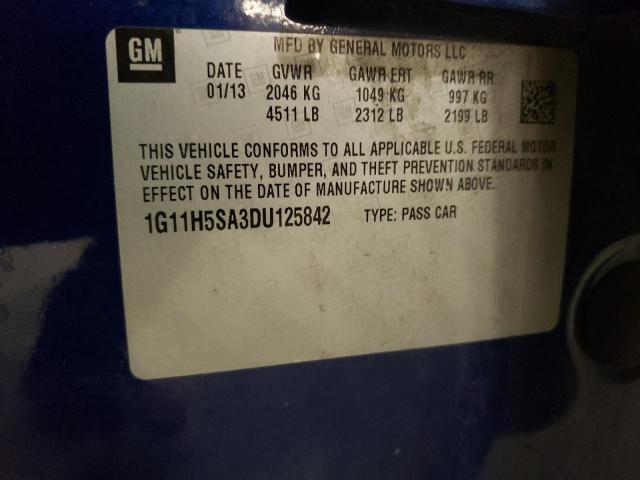 GM
MFD BY GENERAL MOTORS LLC
DATE GVWR GAWR FRT GAWR RR
01/13 2046 KG 1049 KG 997 KG
4511 LB 2312 LB 2199 LB
THIS VEHICLE CONFORMS TO ALL APPLICABLE U.S. FEDERAL MOTOR
VEHICLE SAFETY, BUMPER, AND THEFT PREVENTION STANDARDS IN
EFFECT ON THE DATE OF MANUFACTURE SHOWN ABOVE.
1G11H5SA3DU125842 TYPE: PASS CAR